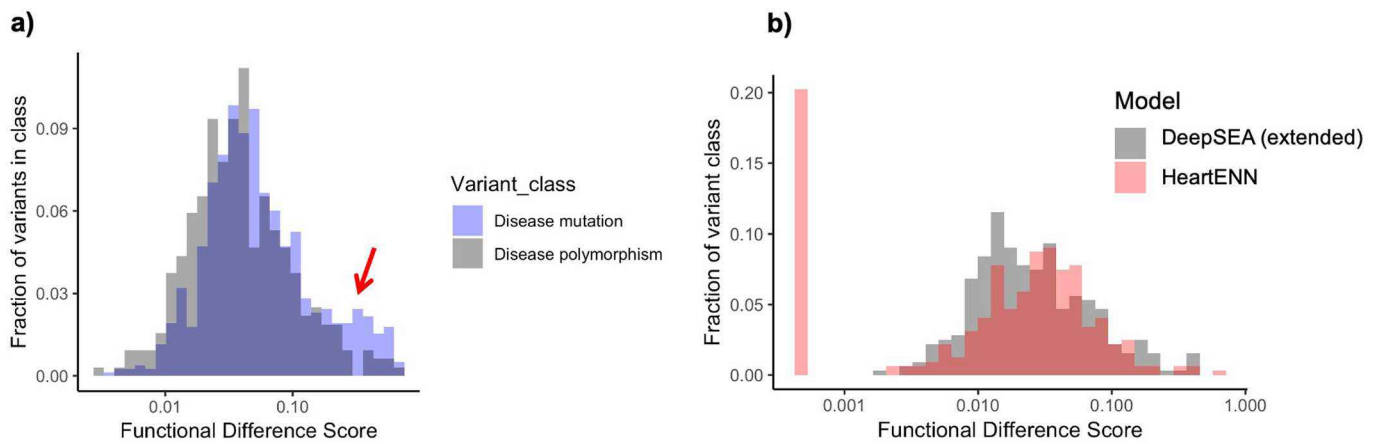 a)
Fraction of variants in class
0.09
0.06
0.03
0.00
0.01
0.10
Functional Difference Score
Variant_class
Disease mutation
Disease polymorphism
b)
Fraction of variant class
0.20
0.15
0.10
0.05
0.00
0.001
0.010
0.100
1.000
Functional Difference Score
Model
DeepSEA (extended)
HeartENN